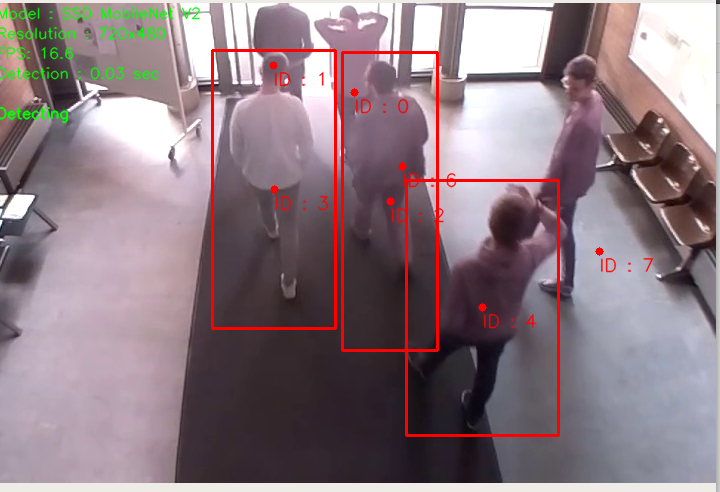 Model : SSD MobileNet V2
Resolution : 720x480
FPS: 16.6
Detection : 0.03 sec
Detecting
ID : 1
ID : 0
ID : 6
ID : 3
ID : 2
ID : 7
ID : 4